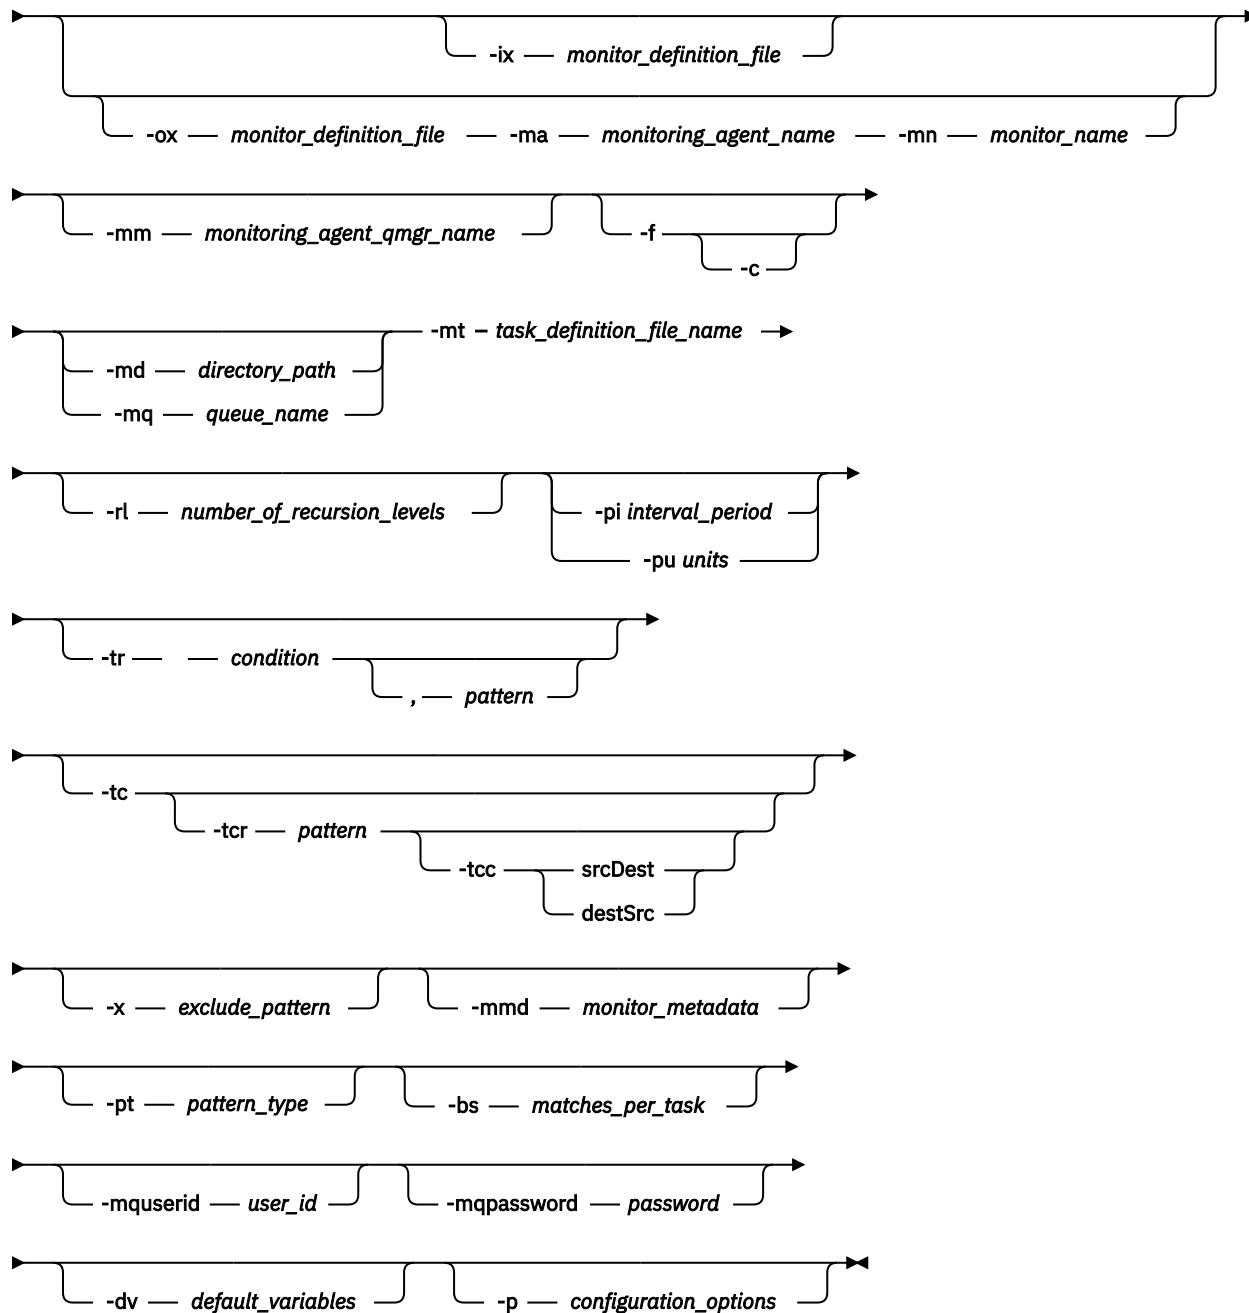 -ix monitor_definition_file
-ox monitor_definition_file -ma monitoring_agent_name -mn monitor_name
-mm monitoring_agent_qmgr_name -f
-c
-mt – task_definition_file_name
-md directory_path
-mq queue_name
-rl number_of_recursion_levels -pi interval_period
-pu units
-tr condition
, pattern
-tc
-tcr pattern
-tcc srcDest
destSrc
-x exclude_pattern -mmd monitor_metadata
-pt pattern_type -bs matches_per_task
-mquserid user_id -mqpassword password
-dv default_variables -p configuration_options